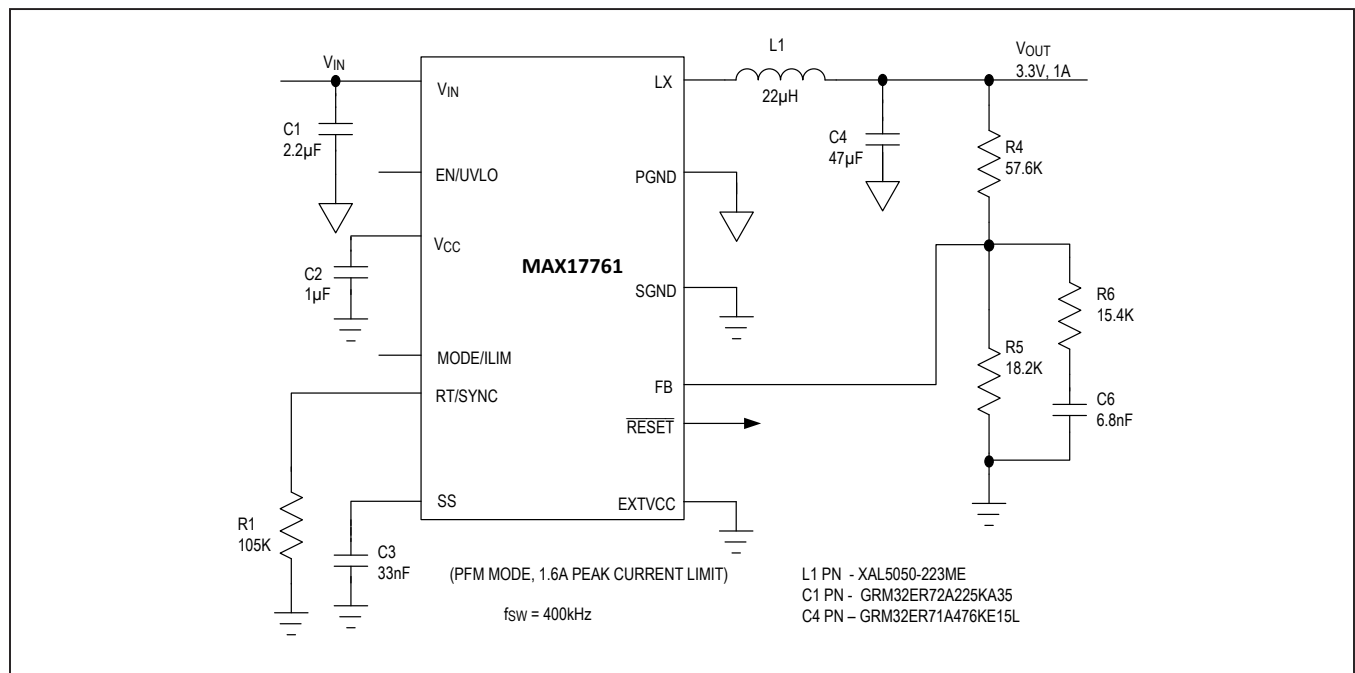 VIN
C1
2.2µF
VIN
EN/UVLO
VCC
C2
1µF
MODE/ILIM
RT/SYNC
R1
105K
SS
C3
33nF
MAX17761
LX
PGND
SGND
FB
RESET
EXTVCC
L1
22µH
C4
47µF
VOUT
3.3V, 1A
R4
57.6K
R5
18.2K
R6
15.4K
C6
6.8nF
(PFM MODE, 1.6A PEAK CURRENT LIMIT)
fSW = 400kHz
L1 PN - XAL5050-223ME
C1 PN - GRM32ER72A225KA35
C4 PN – GRM32ER71A476KE15L